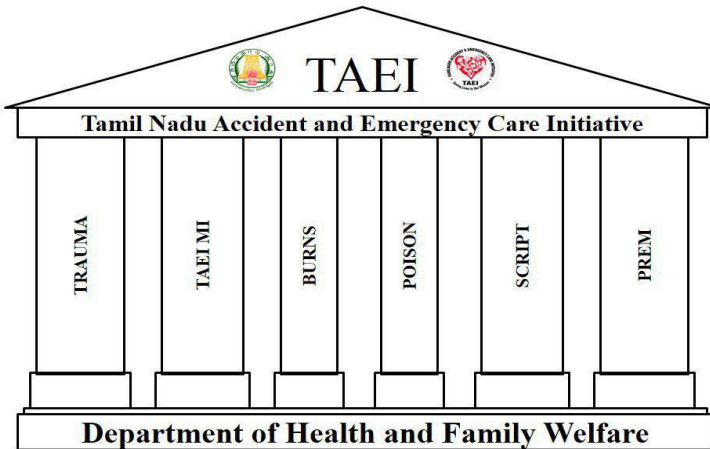 TAEI
TAEI
Tamil Nadu Accident and Emergency Care Initiative
TRAUMA
TAEI MI
BURNS
POISON
SCRIPT
PREM
Department of Health and Family Welfare